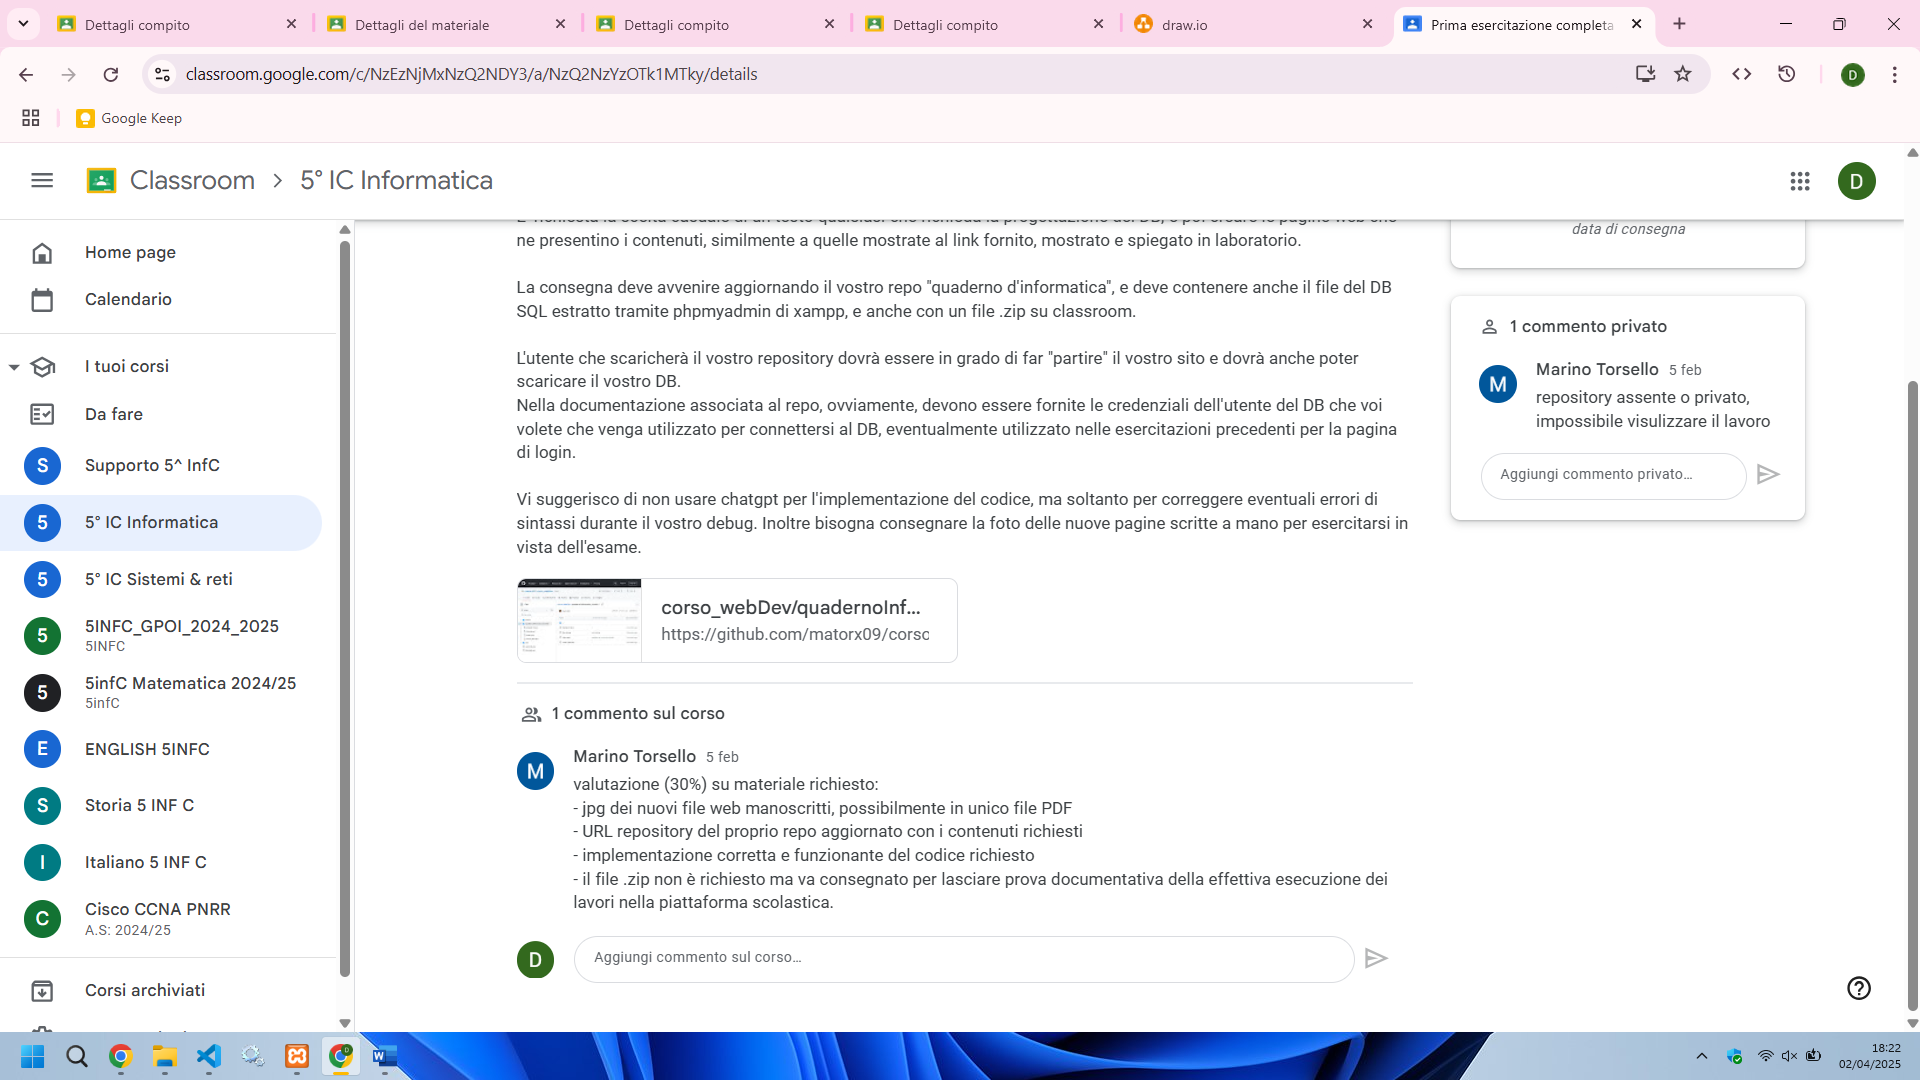 Dettagli compito
Dettagli del materiale
Dettagli compito
Dettagli compito
draw.io
Prima esercitazione completa
classroom.google.com/c/NzEzNjMxNzQ2NDY3/a/NzQ2NzYzOTk1MTky/details
D
Google Keep
Classroom > 5° IC Informatica
D
Home page
Calendario
I tuoi corsi
Da fare
S Supporto 5^ InfC
5 5° IC Informatica
5 5° IC Sistemi & reti
5 5INFC_GPOI_2024_2025
5INFC
5 5infC Matematica 2024/25
5infC
E ENGLISH 5INFC
S Storia 5 INF C
I Italiano 5 INF C
C Cisco CCNA PNRR
A.S: 2024/25
Corsi archiviati
ne presentino i contenuti, similmente a quelle mostrate al link fornito, mostrato e spiegato in laboratorio.
La consegna deve avvenire aggiornando il vostro repo "quaderno d'informatica", e deve contenere anche il file del DB
SQL estratto tramite phpmyadmin di xampp, e anche con un file .zip su classroom.
L'utente che scaricherà il vostro repository dovrà essere in grado di far "partire" il vostro sito e dovrà anche poter
scaricare il vostro DB.
Nella documentazione associata al repo, ovviamente, devono essere fornite le credenziali dell'utente del DB che voi
volete che venga utilizzato per connettersi al DB, eventualmente utilizzato nelle esercitazioni precedenti per la pagina
di login.
Vi suggerisco di non usare chatgpt per l'implementazione del codice, ma soltanto per correggere eventuali errori di
sintassi durante il vostro debug. Inoltre bisogna consegnare la foto delle nuove pagine scritte a mano per esercitarsi in
vista dell'esame.
corso_webDev/quadernoInf...
https://github.com/matorx09/corso
1 commento sul corso
M
Marino Torsello 5 feb
valutazione (30%) su materiale richiesto:
- jpg dei nuovi file web manoscritti, possibilmente in unico file PDF
- URL repository del proprio repo aggiornato con i contenuti richiesti
- implementazione corretta e funzionante del codice richiesto
- il file .zip non è richiesto ma va consegnato per lasciare prova documentativa della effettiva esecuzione dei
lavori nella piattaforma scolastica.
D
Aggiungi commento sul corso...
data di consegna
1 commento privato
M
Marino Torsello 5 feb
repository assente o privato,
impossibile visulizzare il lavoro
Aggiungi commento privato...
18:22
02/04/2025